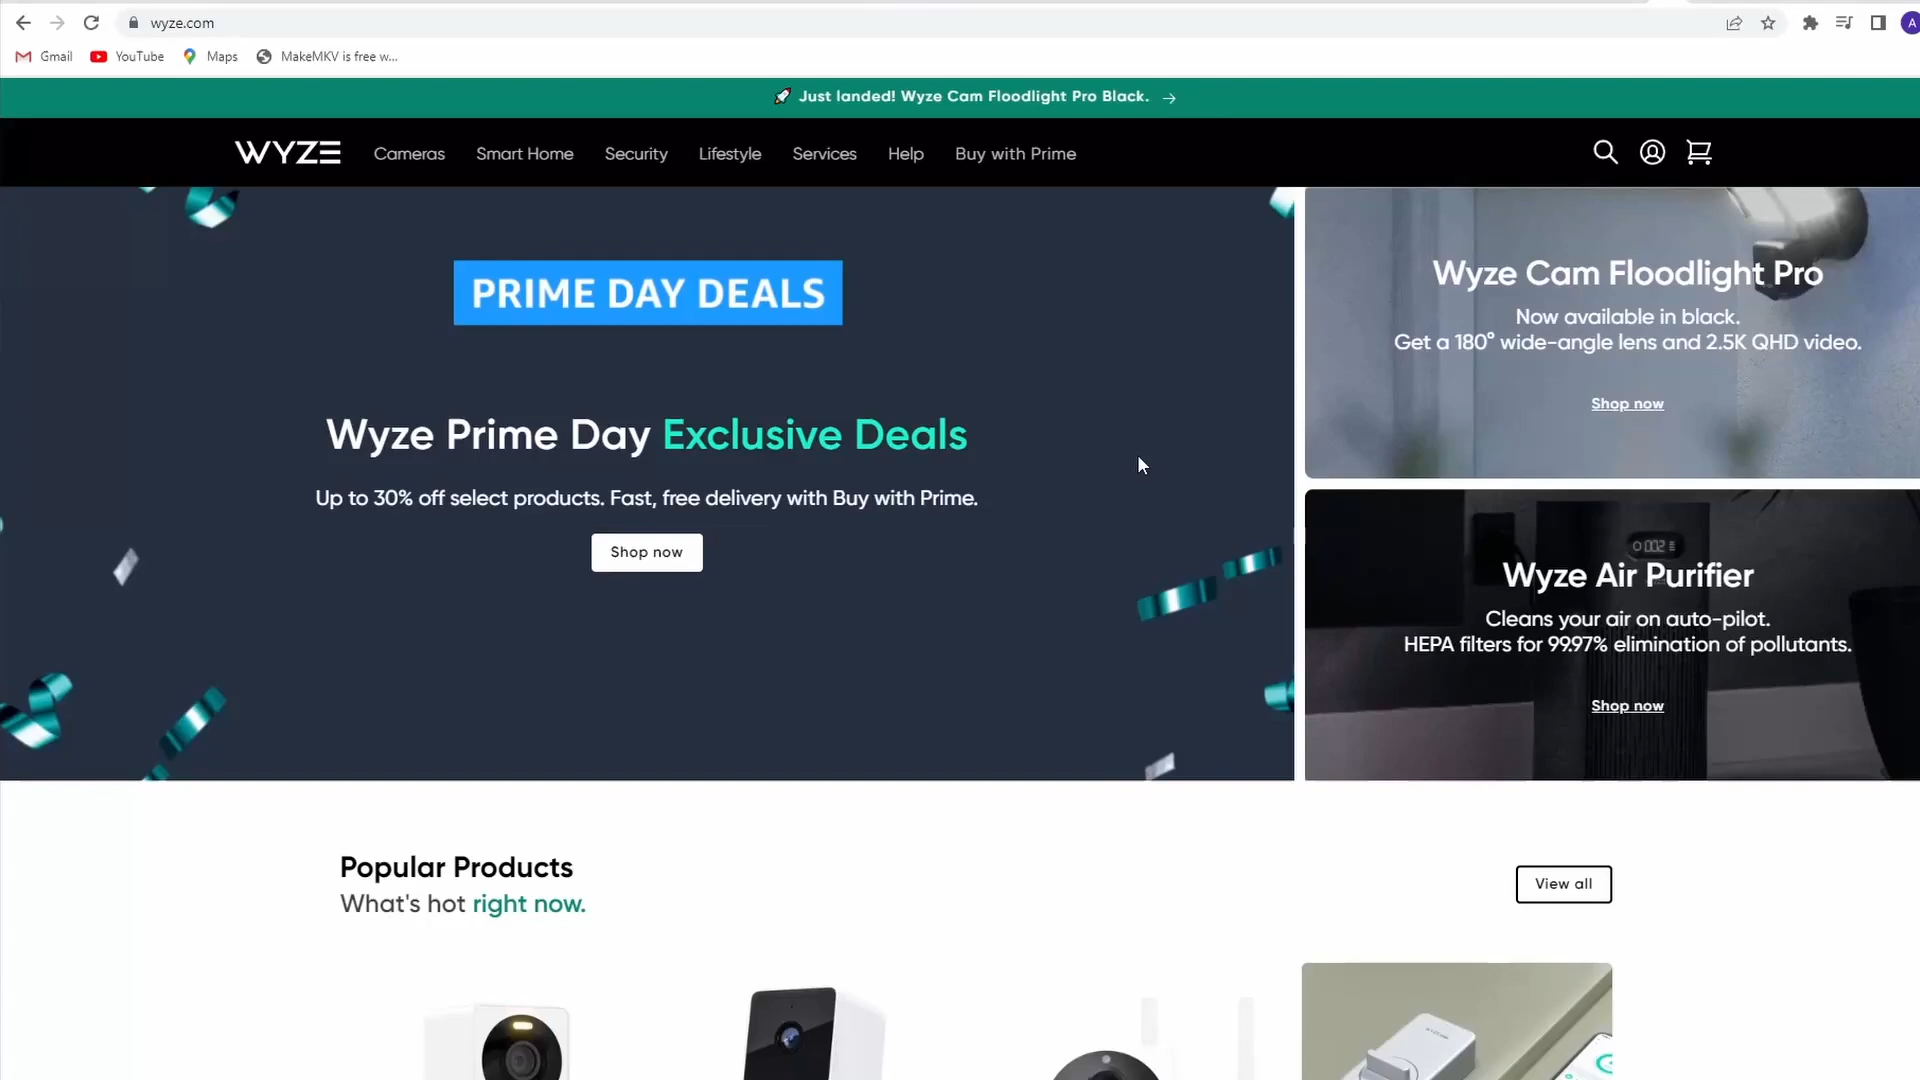 wyze.com
A
Gmail
YouTube
Maps
MakeMKV is free w...
🚀 Just landed! Wyze Cam Floodlight Pro Black. →
WYZE
Cameras
Smart Home
Security
Lifestyle
Services
Help
Buy with Prime
PRIME DAY DEALS
Wyze Prime Day Exclusive Deals
Up to 30% off select products. Fast, free delivery with Buy with Prime.
Shop now
Wyze Cam Floodlight Pro
Now available in black.
Get a 180° wide-angle lens and 2.5K QHD video.
Shop now
Wyze Air Purifier
Cleans your air on auto-pilot.
HEPA filters for 99.97% elimination of pollutants.
Shop now
Popular Products
What's hot right now.
View all